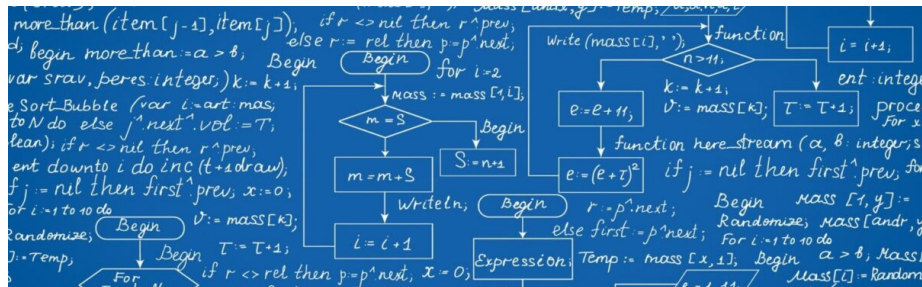 more_than (item [j-1], item [j]);
if r <> nil then r^prev;
mass [andx, y] := Temp;
function
d; begin more_than := a > b;
else r := rel then p := p^.next;
Begin
Begin
write (mass[i], ' ');
n > 11;
i = i+1;
var srav, peres: integer;) k := k+1;
for i:=2
mass := mass [1, i];
k := k+1;
ent: integ
e Sort_Bubble (var i:=art: mas;
e := e+11;
v := mass[k];
τ := τ+1;
proce
for x
to N do else j^.next^.vol := T;
m = S
Begin
lean); if r <> nil then r^prev;
function here_stream (a, b: integer; s
ent downto i do inc (t+1draw),
S := n+1
f j := nil then first^.prev; x := 0;
m = m+S
e := (e+τ)²
if j := nil then first^.prev; for
for i:=1 to 10 do
Begin
v := mass [k];
Writeln;
Begin
r := p^.next;
Begin mass [1, y] :=
Randomize;
else first := p^next;
Randomize; Mass[andr, y
For i:=1 to 10 do
] := Temp;
Begin
τ := τ+1;
i := i+1
Expression;
Temp := mass [x, 1];
Begin a > b; Mass
For
if r <> rel then p := p^.next; x := 0;
Mass[i] := Random